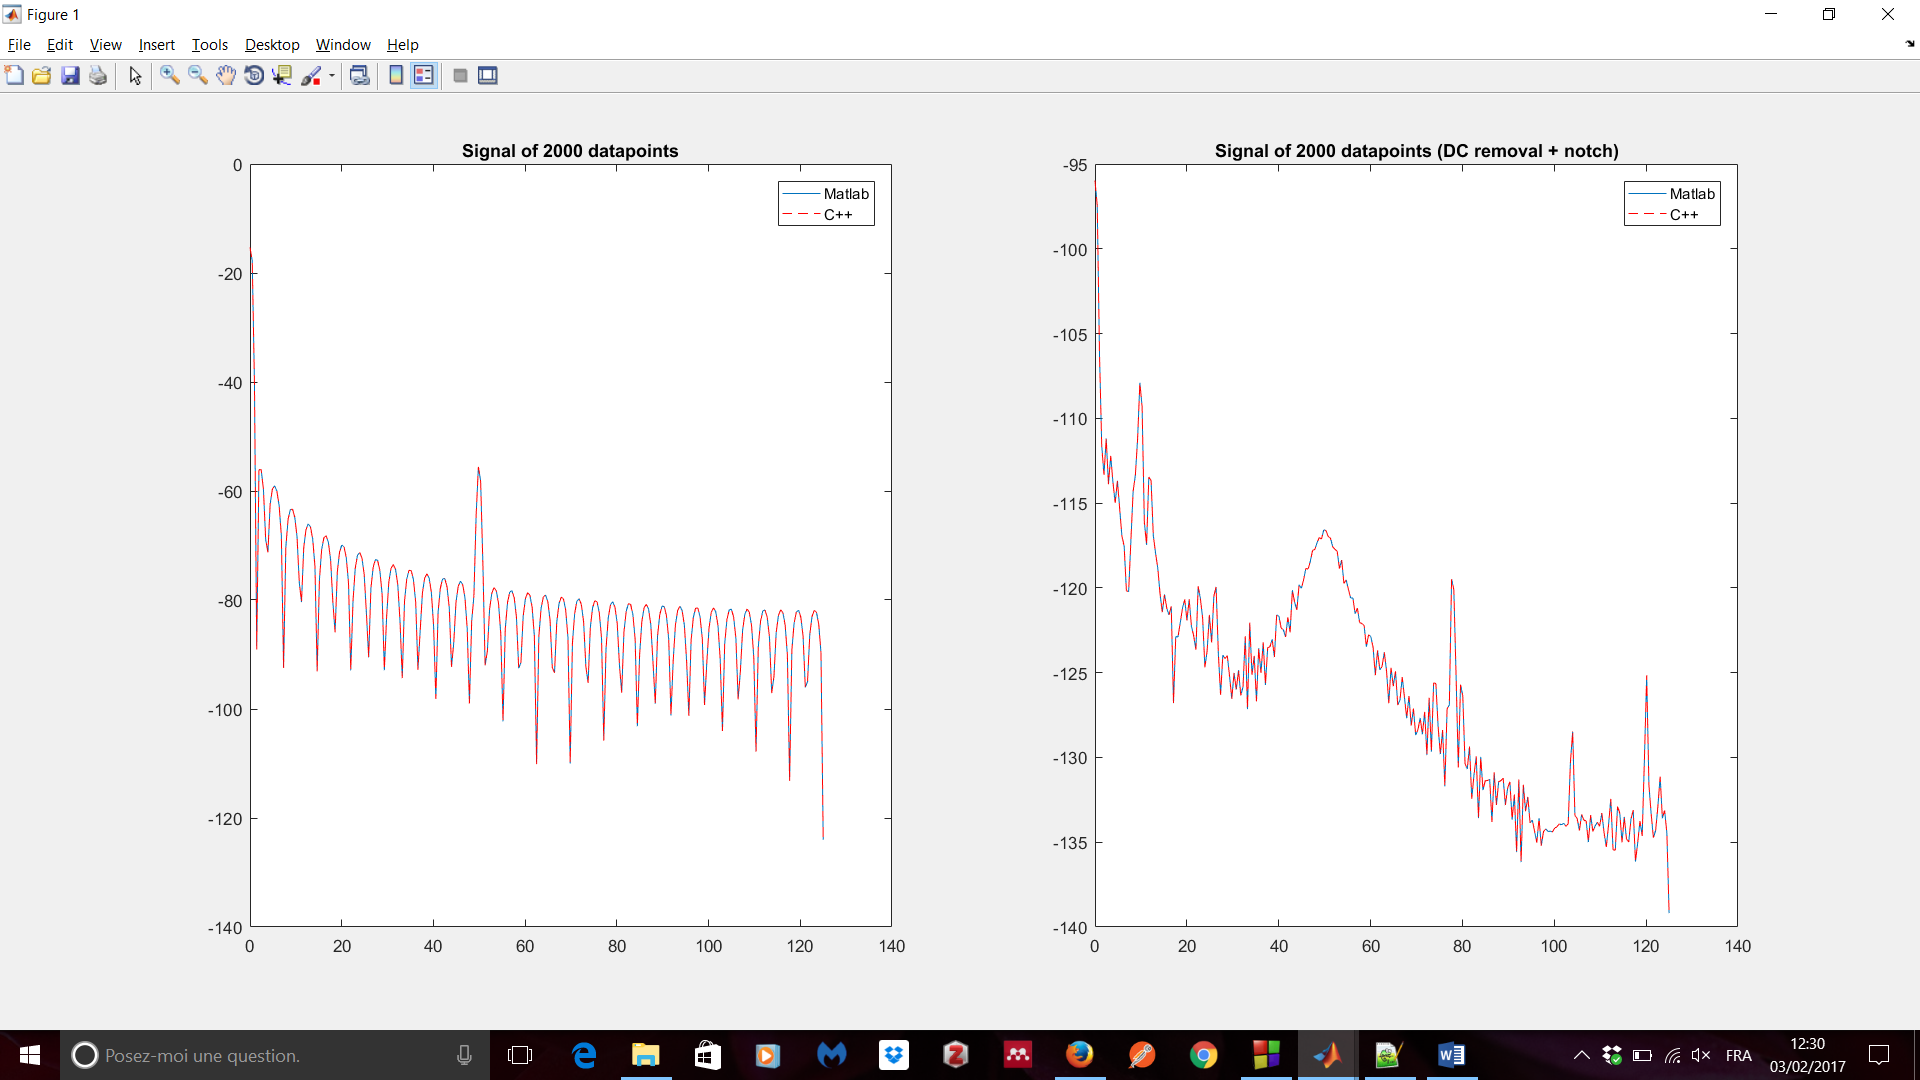 Figure 1
File Edit View Insert Tools Desktop Window Help
Signal of 2000 datapoints
Matlab
C++
0
-20
-40
-60
-80
-100
-120
-140
0 20 40 60 80 100 120 140
Signal of 2000 datapoints (DC removal + notch)
Matlab
C++
-95
-100
-105
-110
-115
-120
-125
-130
-135
-140
0 20 40 60 80 100 120 140
Posez-moi une question.
FRA
12:30
03/02/2017